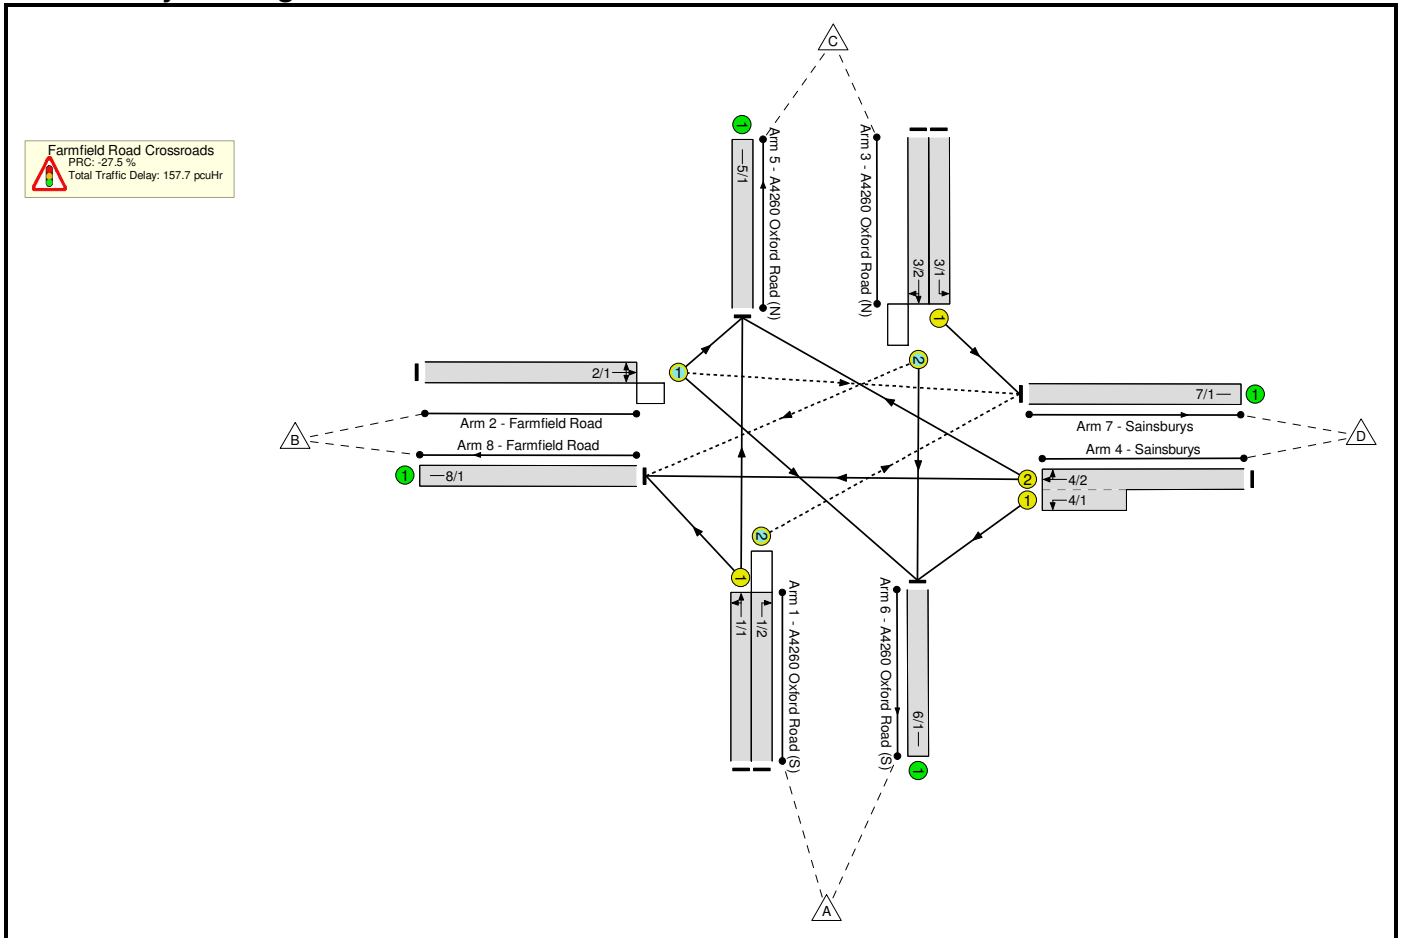 C
Farmfield Road Crossroads
PRC: -27.5 %
Total Traffic Delay: 157.7 pcuHr
1
5/1
Arm 5 - A4260 Oxford Road (N)
Arm 3 - A4260 Oxford Road (N)
3/2
3/1
1
2
2/1
1
7/1
1
Arm 2 - Farmfield Road
Arm 7 - Sainsburys
B
D
Arm 8 - Farmfield Road
Arm 4 - Sainsburys
1
8/1
2
4/2
1
4/1
2
1
1/1
1/2
Arm 1 - A4260 Oxford Road (S)
Arm 6 - A4260 Oxford Road (S)
6/1
1
A